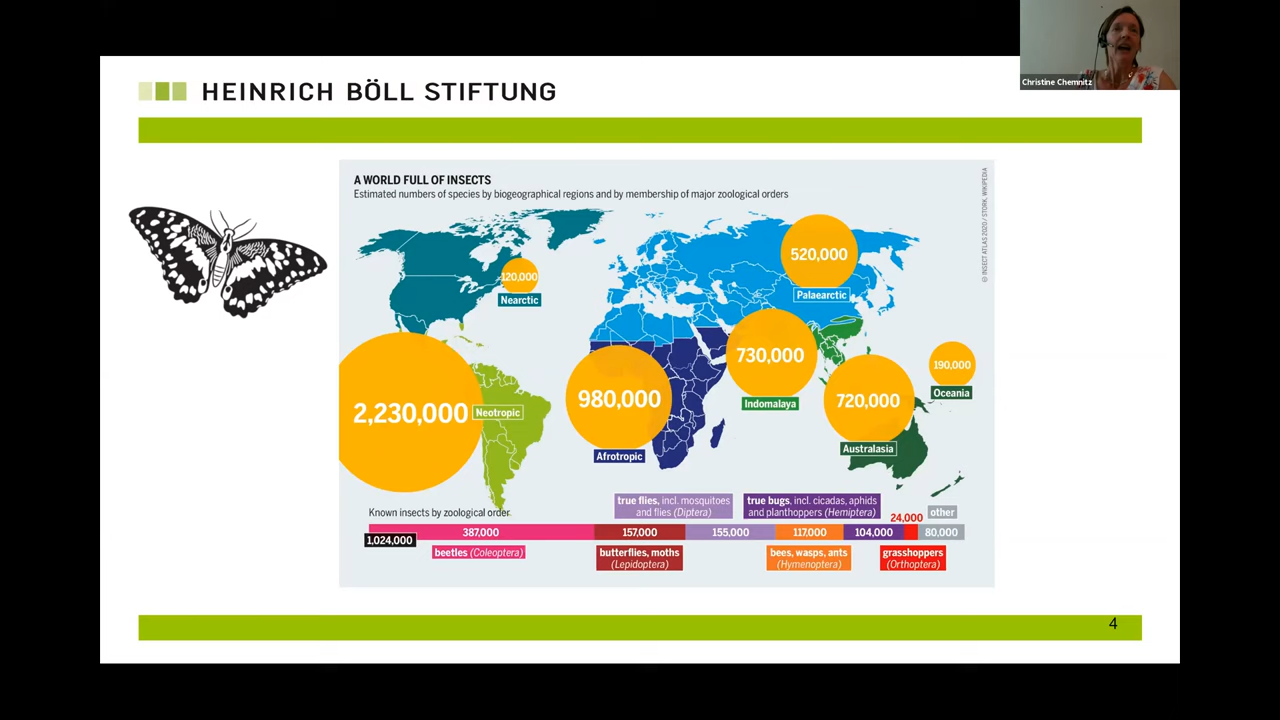 Christine Chemnitz
HEINRICH BÖLL STIFTUNG
A WORLD FULL OF INSECTS
Estimated numbers of species by biogeographical regions and by membership of major zoological orders
© INSECT ATLAS 2020 / STORK, WIKIPEDIA
520,000
Palaearctic
120,000
Nearctic
730,000
Indomalaya
190,000
Oceania
2,230,000
Neotropic
980,000
Afrotropic
720,000
Australasia
Known insects by zoological order
true flies, incl. mosquitoes
and flies (Diptera)
true bugs, incl. cicadas, aphids
and planthoppers (Hemiptera)
24,000
other
1,024,000
387,000
157,000
155,000
117,000
104,000
80,000
beetles (Coleoptera)
butterflies, moths
(Lepidoptera)
bees, wasps, ants
(Hymenoptera)
grasshoppers
(Orthoptera)
4